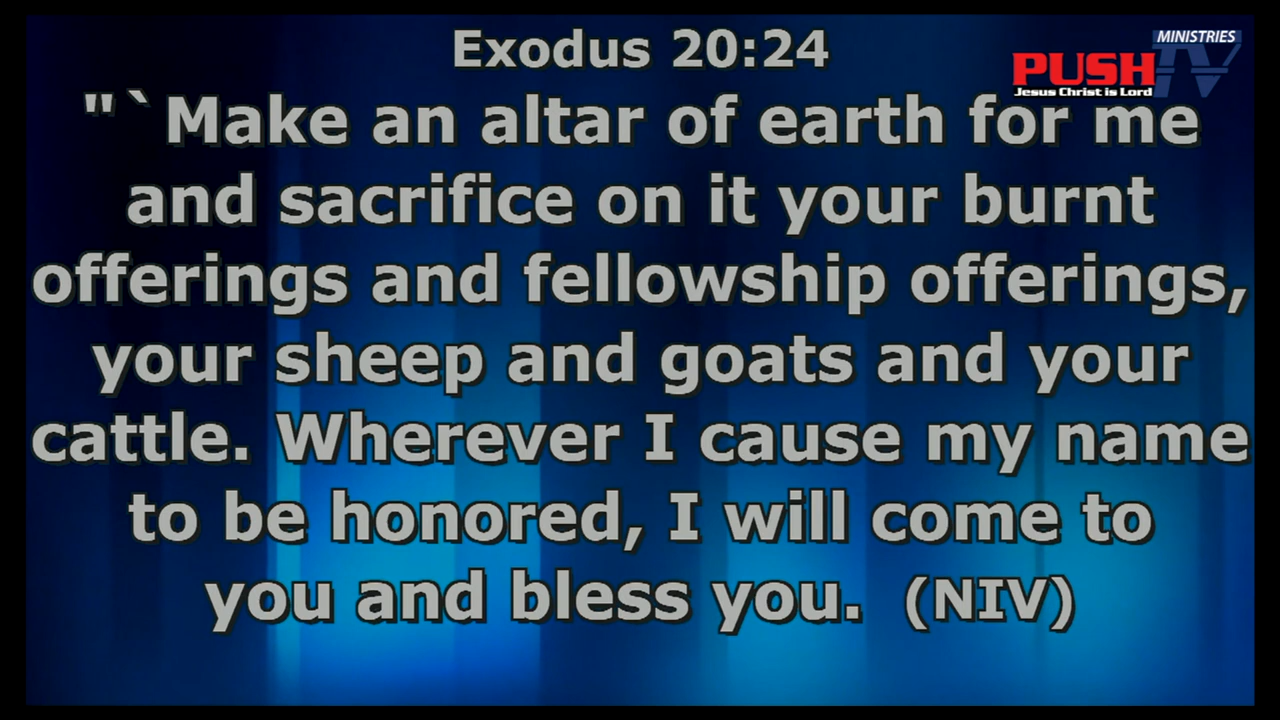 Exodus 20:24
MINISTRIES
PUSH TV
Jesus Christ is Lord
"`Make an altar of earth for me
and sacrifice on it your burnt
offerings and fellowship offerings,
your sheep and goats and your
cattle. Wherever I cause my name
to be honored, I will come to
you and bless you.  (NIV)